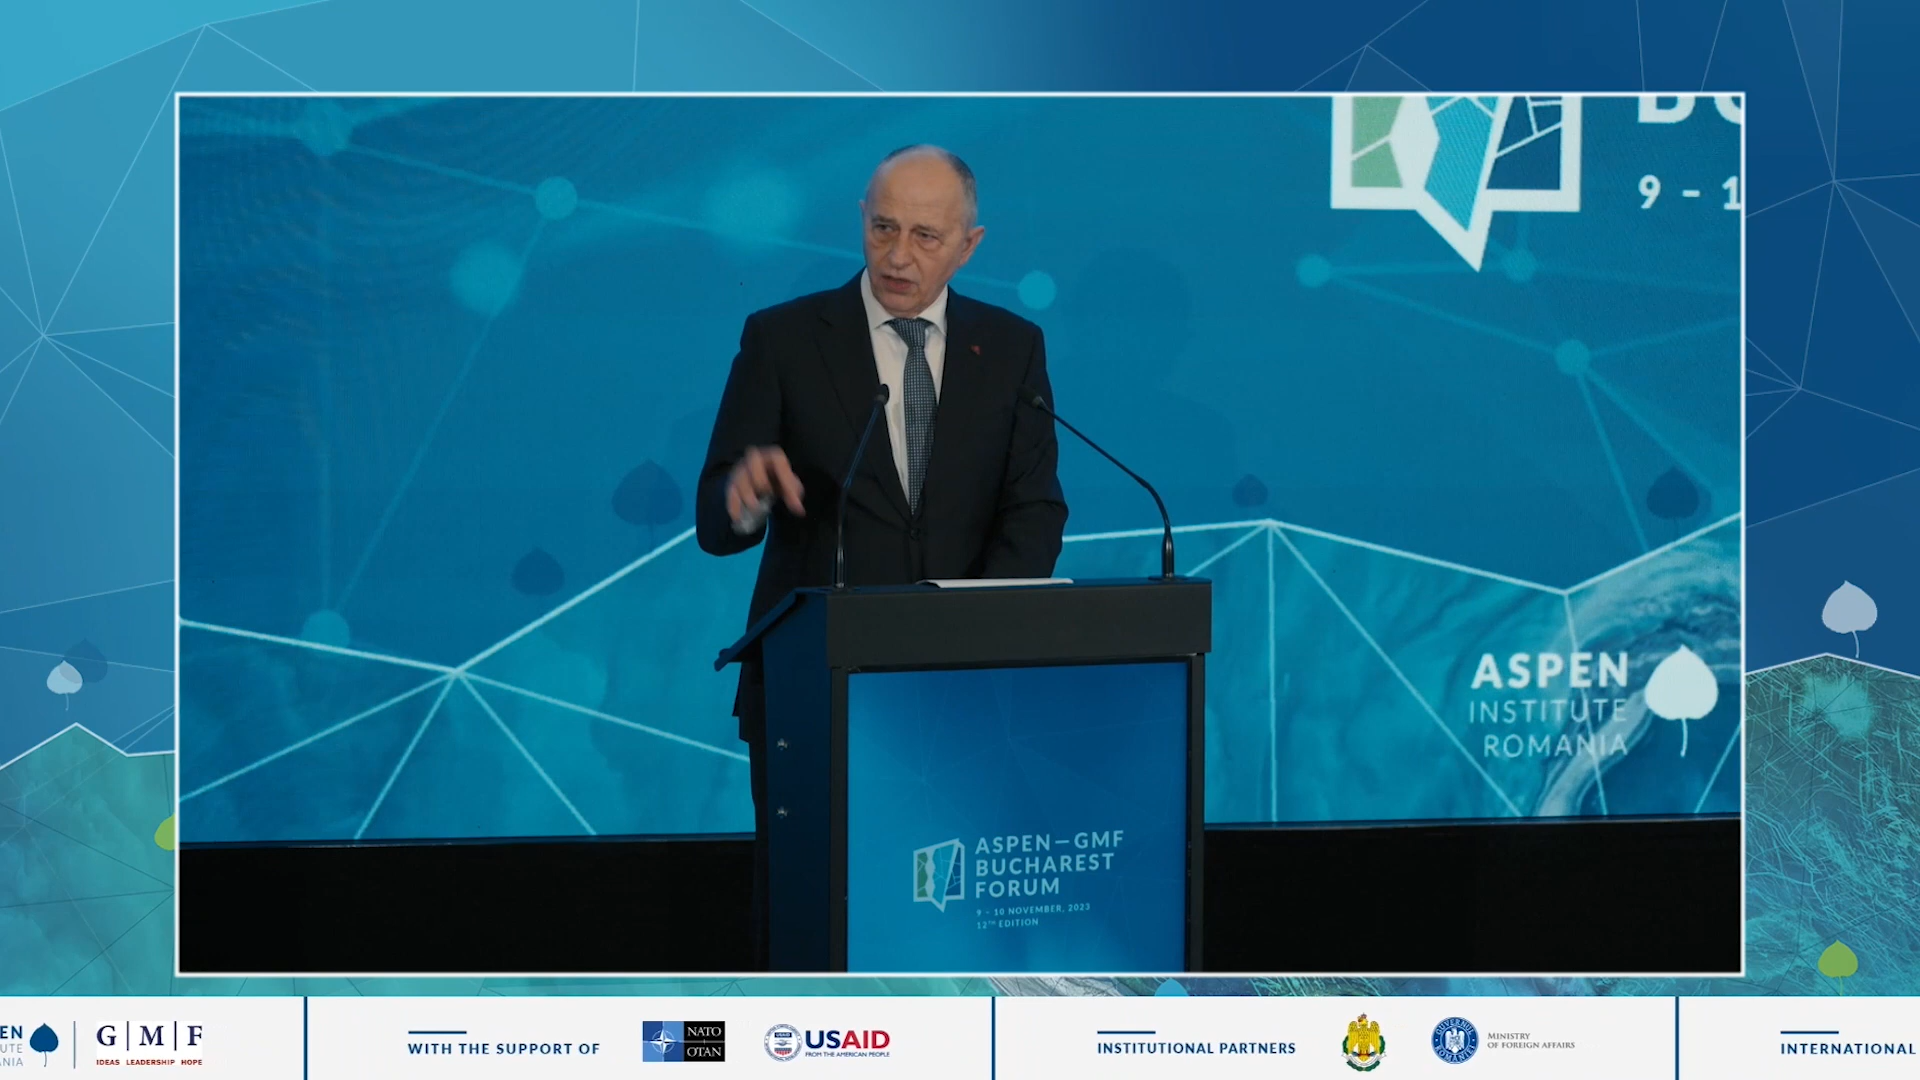 9 - 1
ASPEN
INSTITUTE
ROMANIA
ASPEN—GMF
BUCHAREST
FORUM
9 – 10 NOVEMBER, 2023
12TH EDITION
EN
UTE
ANIA
G|M|F
IDEAS LEADERSHIP HOPE
WITH THE SUPPORT OF
NATO
OTAN
USAID
FROM THE AMERICAN PEOPLE
INSTITUTIONAL PARTNERS
GUVERNUL ROMÂNIEI
MINISTRY
OF FOREIGN AFFAIRS
INTERNATIONAL